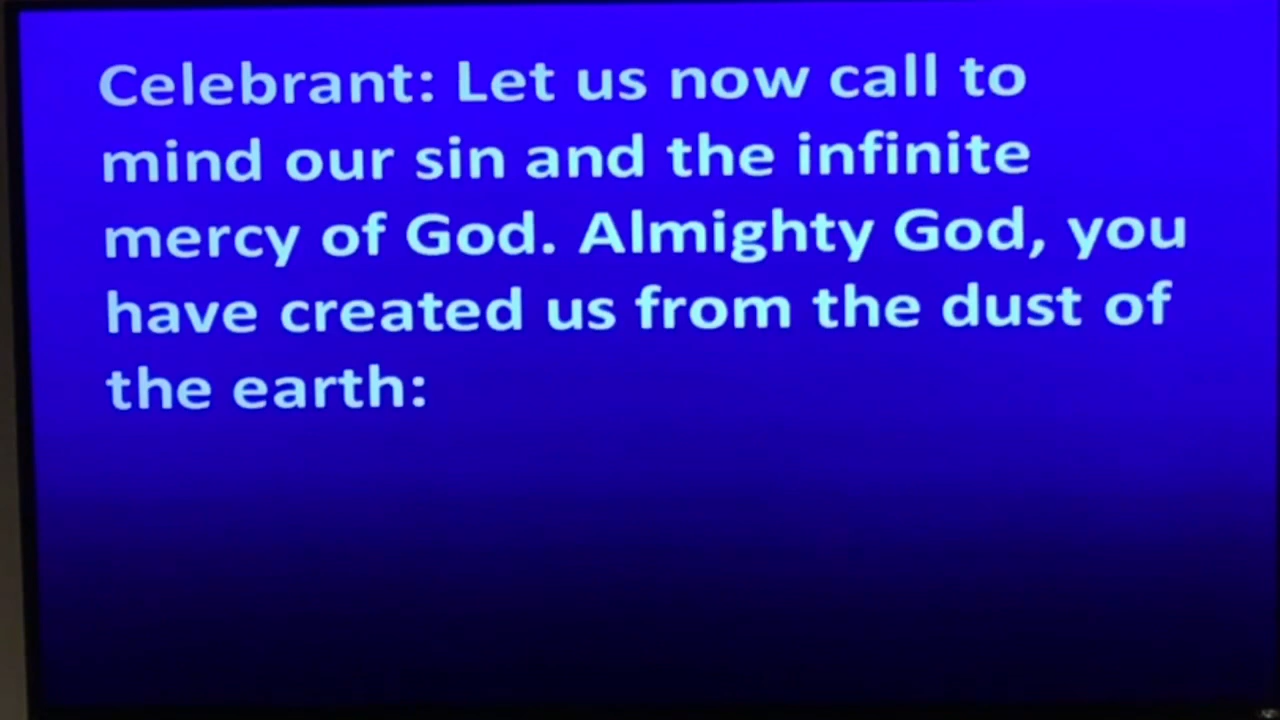 Celebrant: Let us now call to
mind our sin and the infinite
mercy of God. Almighty God, you
have created us from the dust of
the earth: